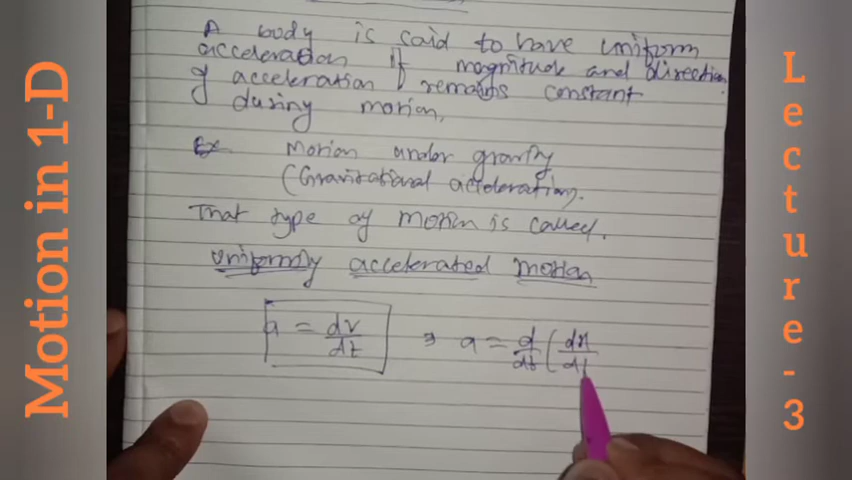 Motion in 1-D
A body is said to have uniform
acceleration if magnitude and direction
of acceleration remains constant
during motion,
Ex- Motion under gravity
(Gravitational acceleration.
That type of motion is called.
uniformly accelerated motion
a = dv/dt ⇒ a = d/dt (dx/dt
Lecture-3